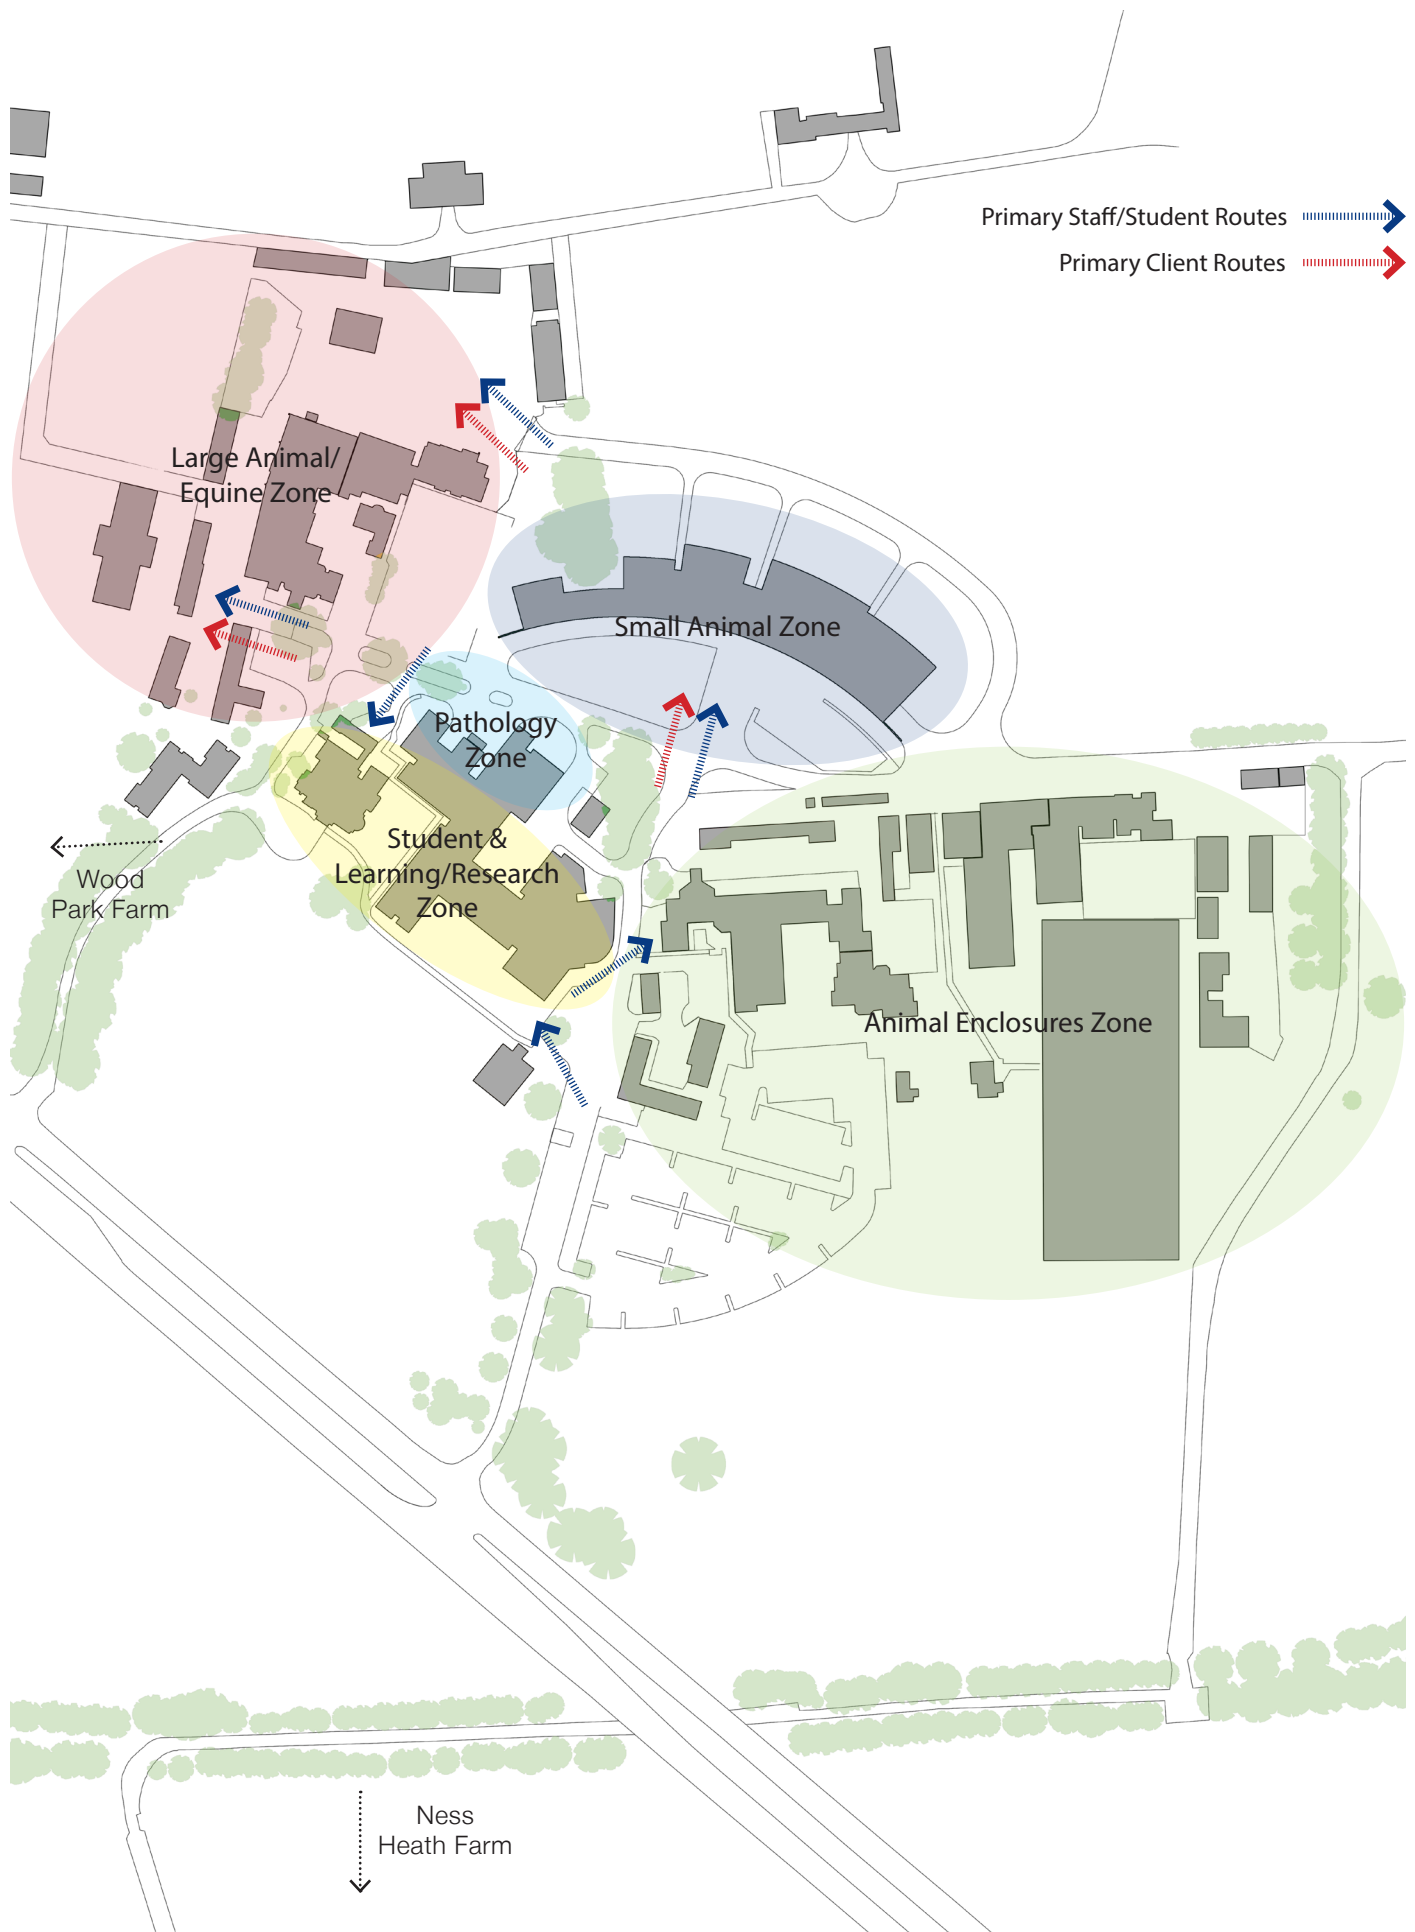 Primary Staff/Student Routes
Primary Client Routes
Large Animal/
Equine Zone
Small Animal Zone
Pathology
Zone
Student &
Learning/Research
Zone
Wood
Park Farm
Animal Enclosures Zone
Ness
Heath Farm